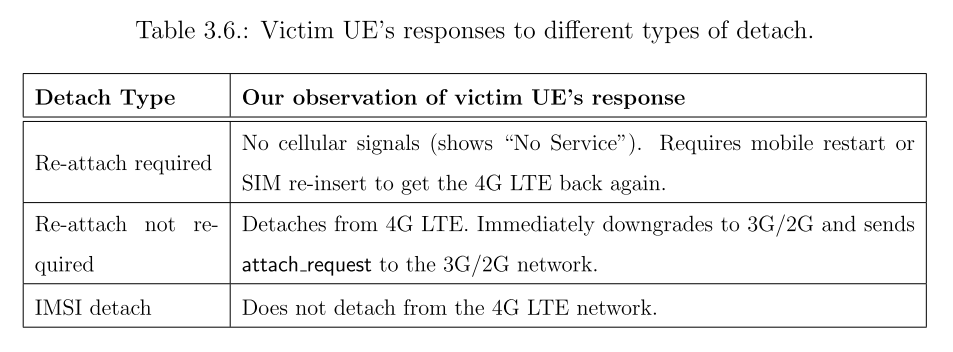 Table 3.6.: Victim UE’s responses to different types of detach.
Detach Type
Our observation of victim UE’s response
Re-attach required
No cellular signals (shows “No Service”). Requires mobile restart or
SIM re-insert to get the 4G LTE back again.
Re-attach not re-
quired
Detaches from 4G LTE. Immediately downgrades to 3G/2G and sends
attach_request to the 3G/2G network.
IMSI detach
Does not detach from the 4G LTE network.